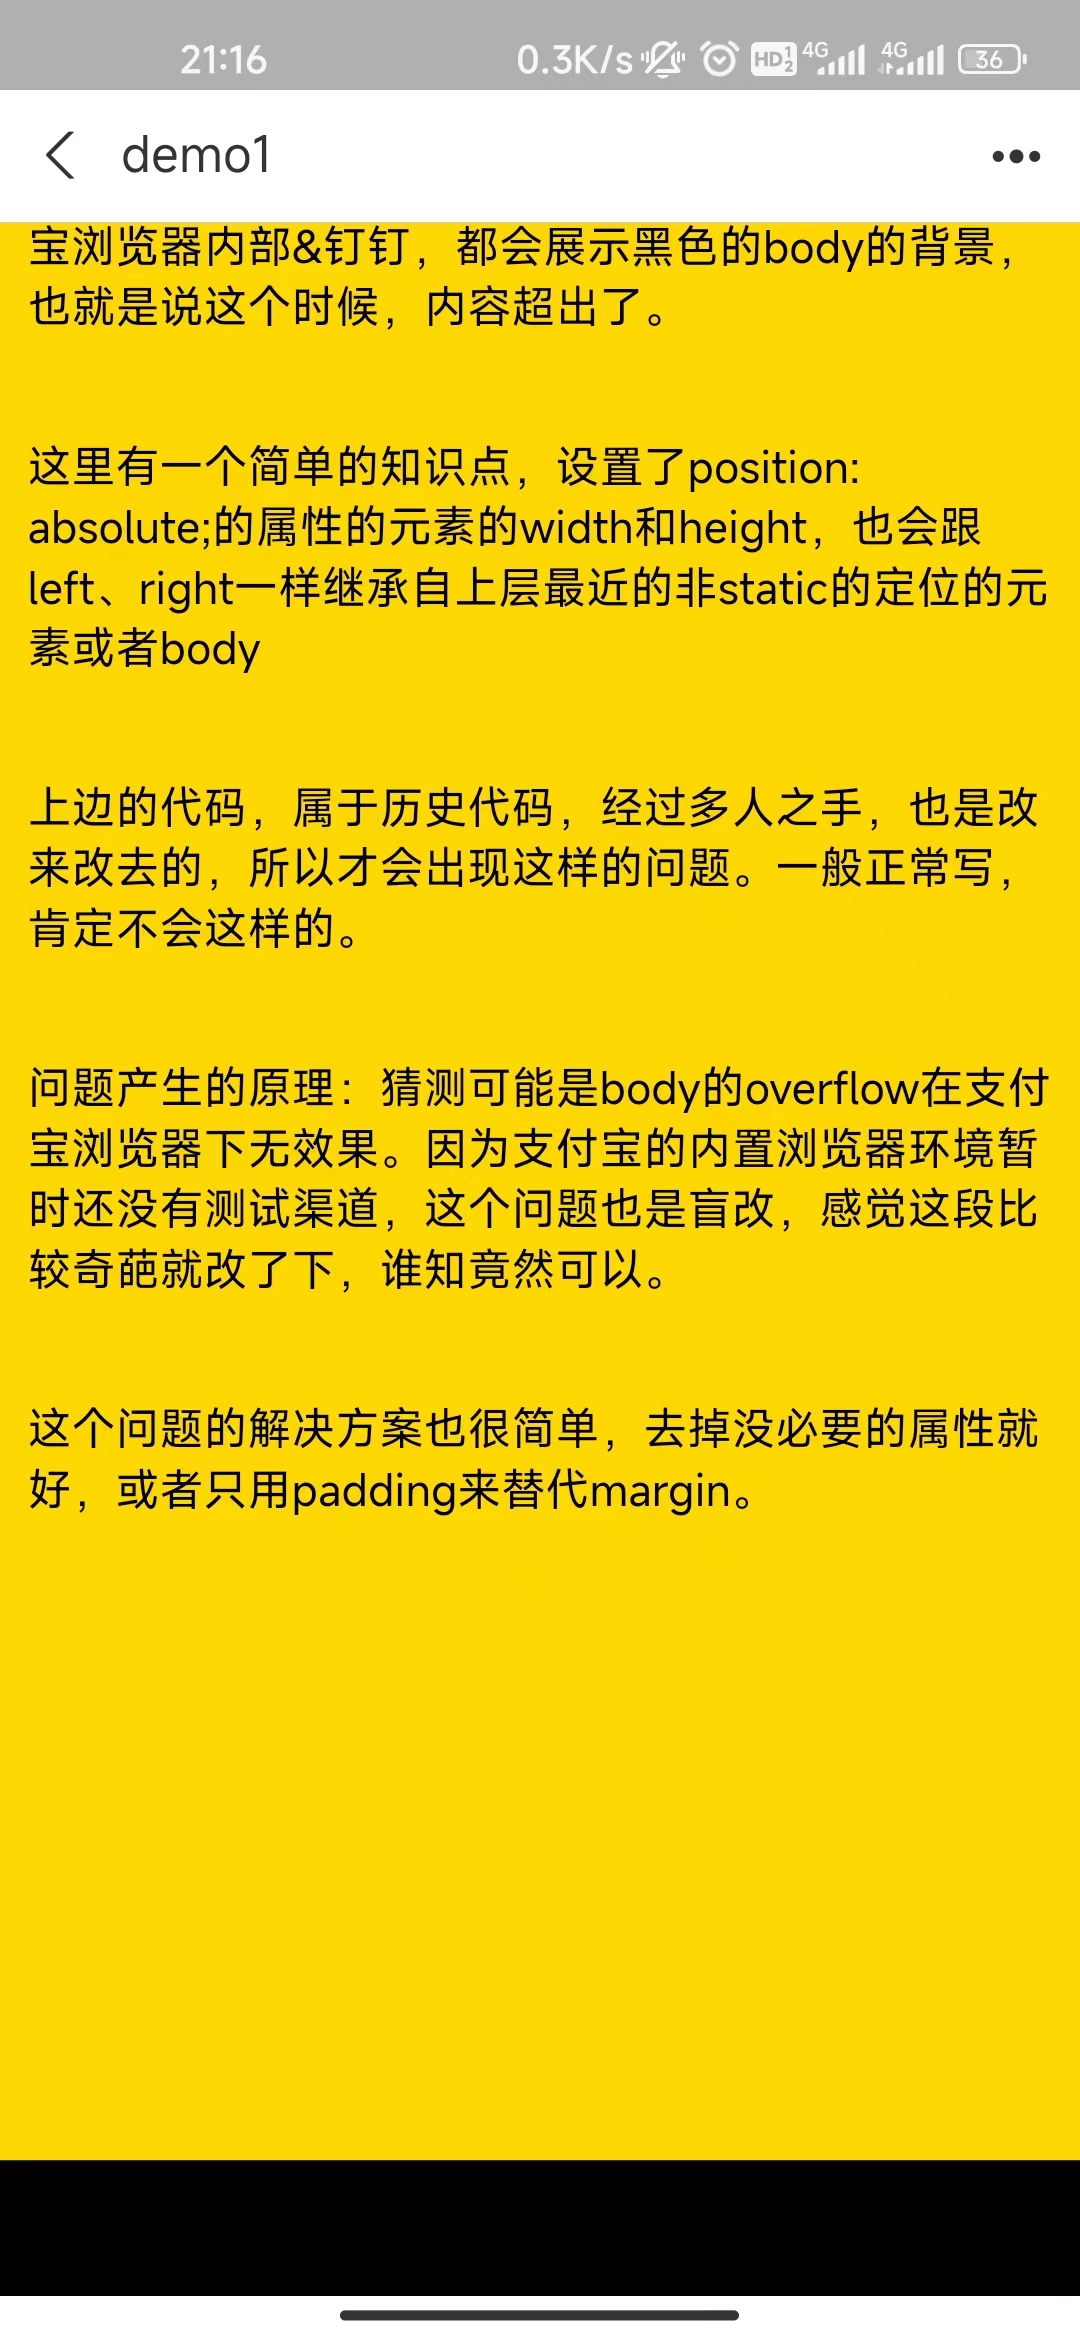 21:16 0.3K/s HD 1 2 4G 4G 36
demo1
宝浏览器内部&钉钉，都会展示黑色的body的背景，
也就是说这个时候，内容超出了。
这里有一个简单的知识点，设置了position:
absolute;的属性的元素的width和height，也会跟
left、right一样继承自上层最近的非static的定位的元
素或者body
上边的代码，属于历史代码，经过多人之手，也是改
来改去的，所以才会出现这样的问题。一般正常写，
肯定不会这样的。
问题产生的原理：猜测可能是body的overflow在支付
宝浏览器下无效果。因为支付宝的内置浏览器环境暂
时还没有测试渠道，这个问题也是盲改，感觉这段比
较奇葩就改了下，谁知竟然可以。
这个问题的解决方案也很简单，去掉没必要的属性就
好，或者只用padding来替代margin。